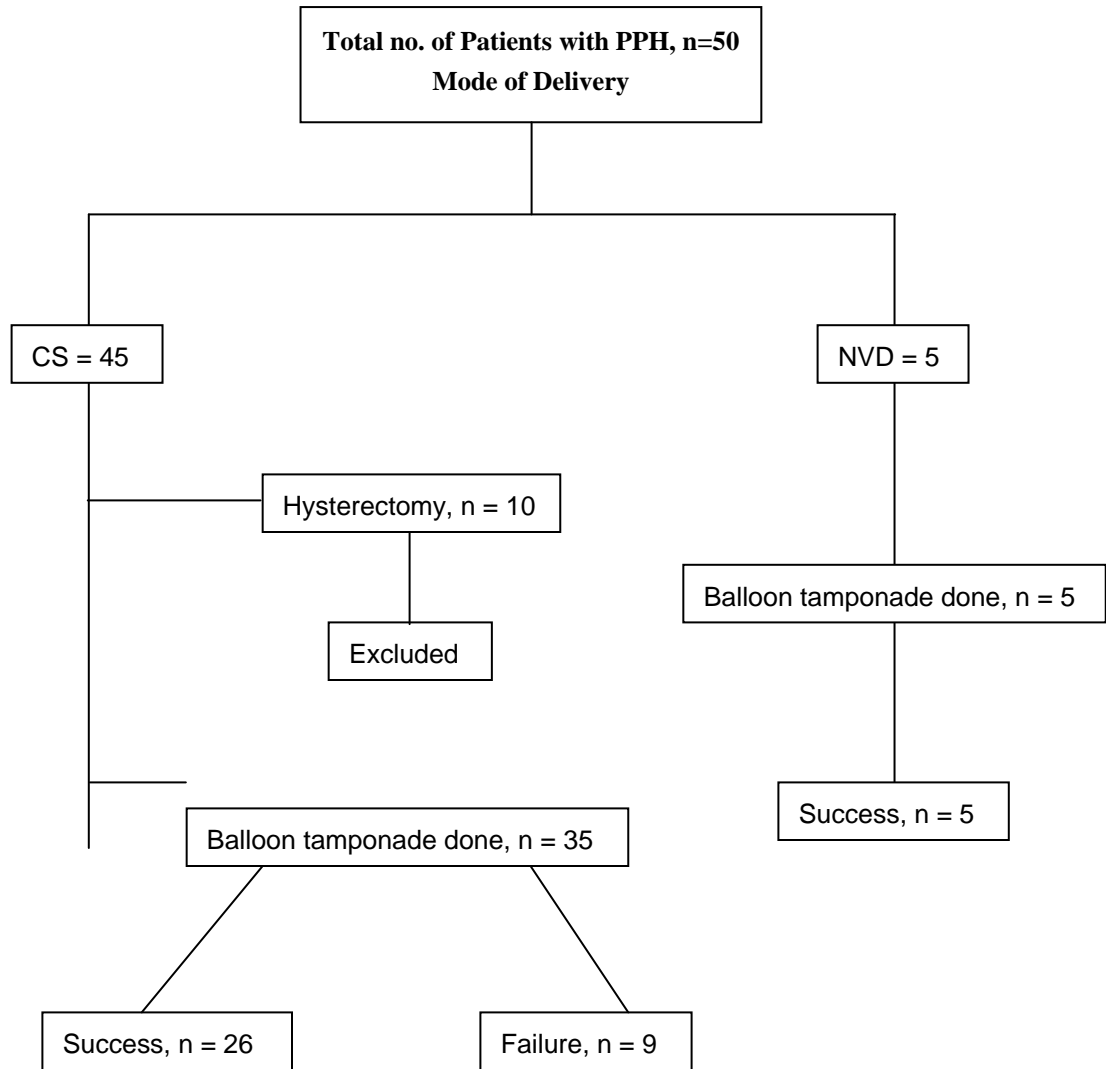 Total no. of Patients with PPH, n=50
Mode of Delivery
CS = 45
NVD = 5
Hysterectomy, n = 10
Balloon tamponade done, n = 5
Excluded
Success, n = 5
Balloon tamponade done, n = 35
Success, n = 26
Failure, n = 9